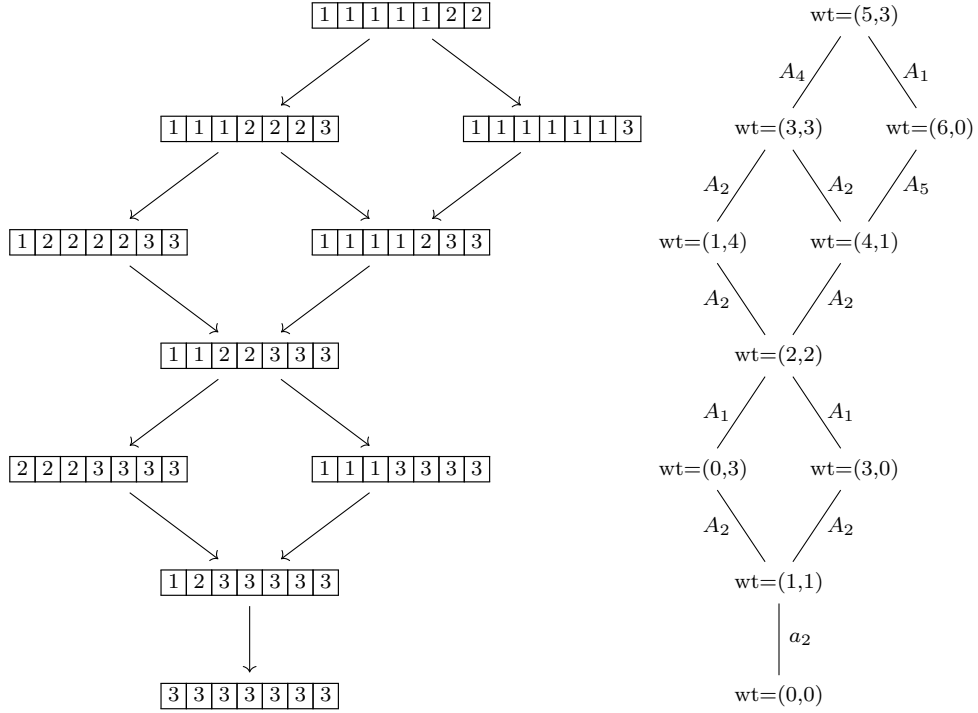 1 1 1 1 1 2 2 wt=(5,3)
A4 A1
1 1 1 2 2 2 3 1 1 1 1 1 1 3 wt=(3,3) wt=(6,0)
A2 A2 A5
1 2 2 2 2 3 3 1 1 1 1 2 3 3 wt=(1,4) wt=(4,1)
A2 A2
1 1 2 2 3 3 3 wt=(2,2)
A1 A1
2 2 2 3 3 3 3 1 1 1 3 3 3 3 wt=(0,3) wt=(3,0)
A2 A2
1 2 3 3 3 3 3 wt=(1,1)
a2
3 3 3 3 3 3 3 wt=(0,0)